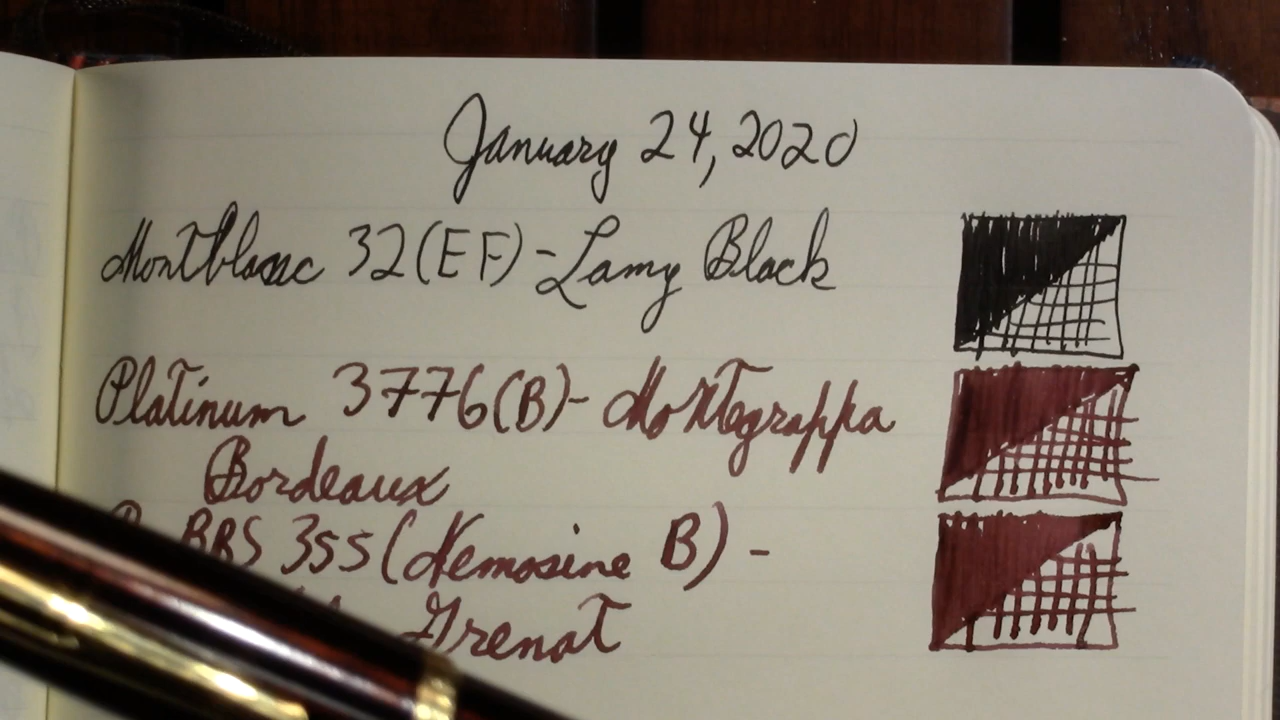 January 24, 2020
Montblanc 32 (EF) - Lamy Black
Platinum 3776 (B) - Montegrappa
Bordeaux
BBS 355 (Nemosine B) -
Grenat